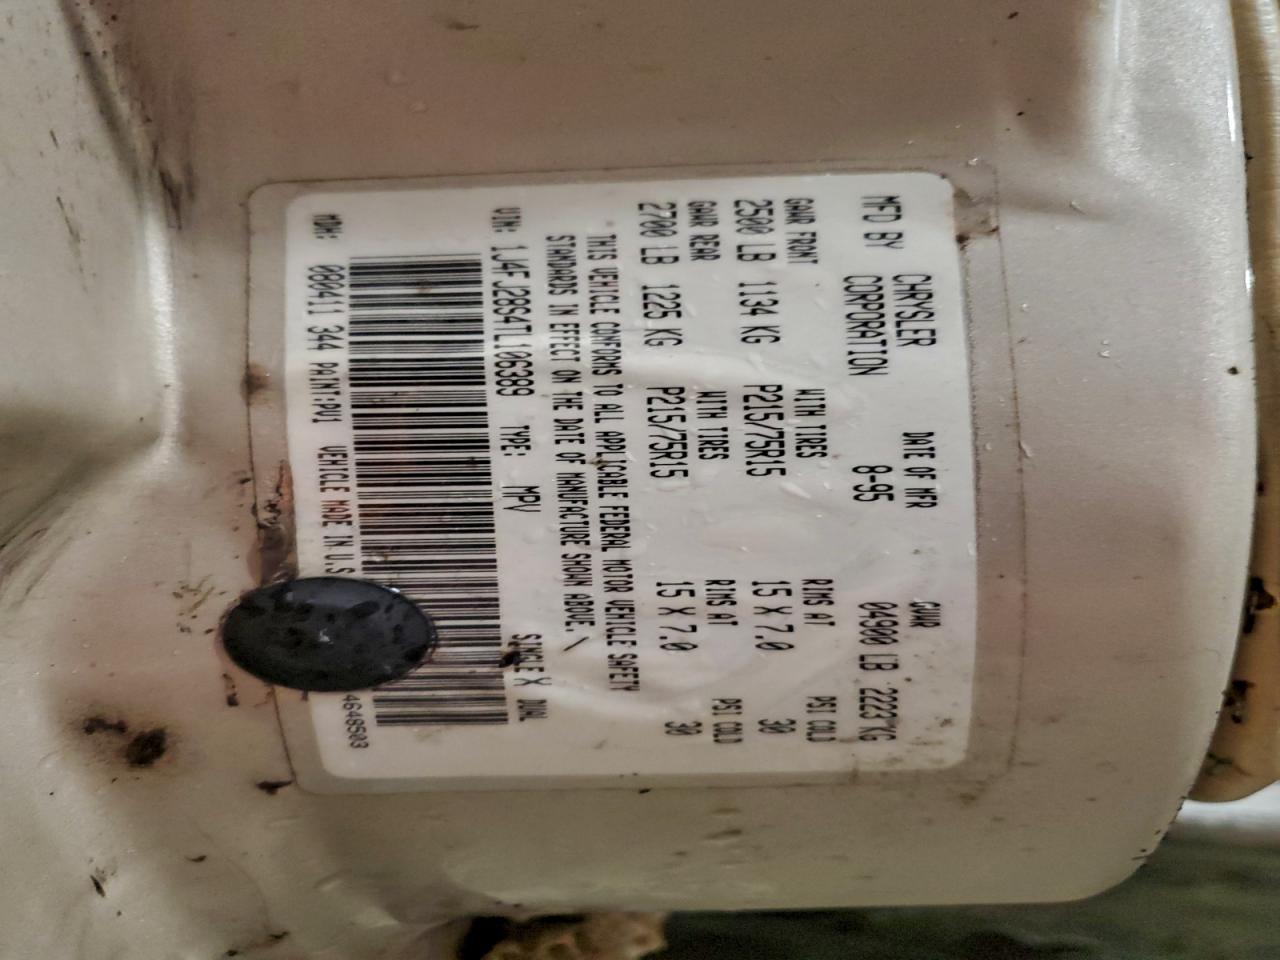 MFD BY CHRYSLER CORPORATION DATE OF MFR 8-95 GVWR 04900 LB 2223 KG
GAWR FRONT WITH TIRES RIMS AT PSI COLD
2500 LB 1134 KG P215/75R15 15 X 7.0 30
GAWR REAR WITH TIRES RIMS AT PSI COLD
2700 LB 1225 KG P215/75R15 15 X 7.0 30
THIS VEHICLE CONFORMS TO ALL APPLICABLE FEDERAL MOTOR VEHICLE SAFETY
STANDARDS IN EFFECT ON THE DATE OF MANUFACTURE SHOWN ABOVE.
VIN: 1J4FJ28S4TL106389 TYPE: MPV SINGLE X DUAL
MDH: 080411 344 PAINT:PV1 VEHICLE MADE IN U.S 4648503